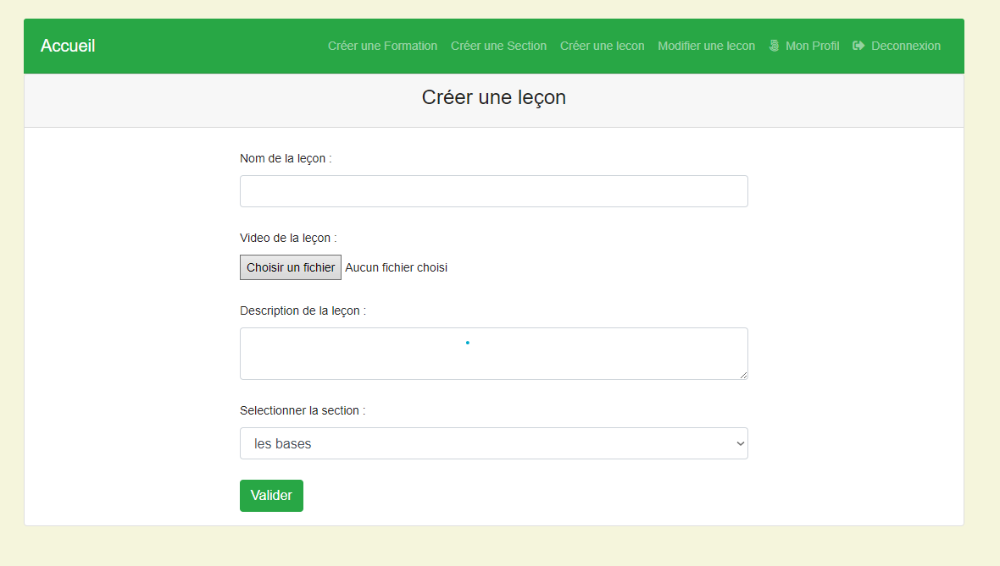 Accueil Créer une Formation Créer une Section Créer une lecon Modifier une lecon Mon Profil Deconnexion
Créer une leçon
Nom de la leçon :
Video de la leçon :
Choisir un fichier Aucun fichier choisi
Description de la leçon :
Selectionner la section :
les bases
Valider